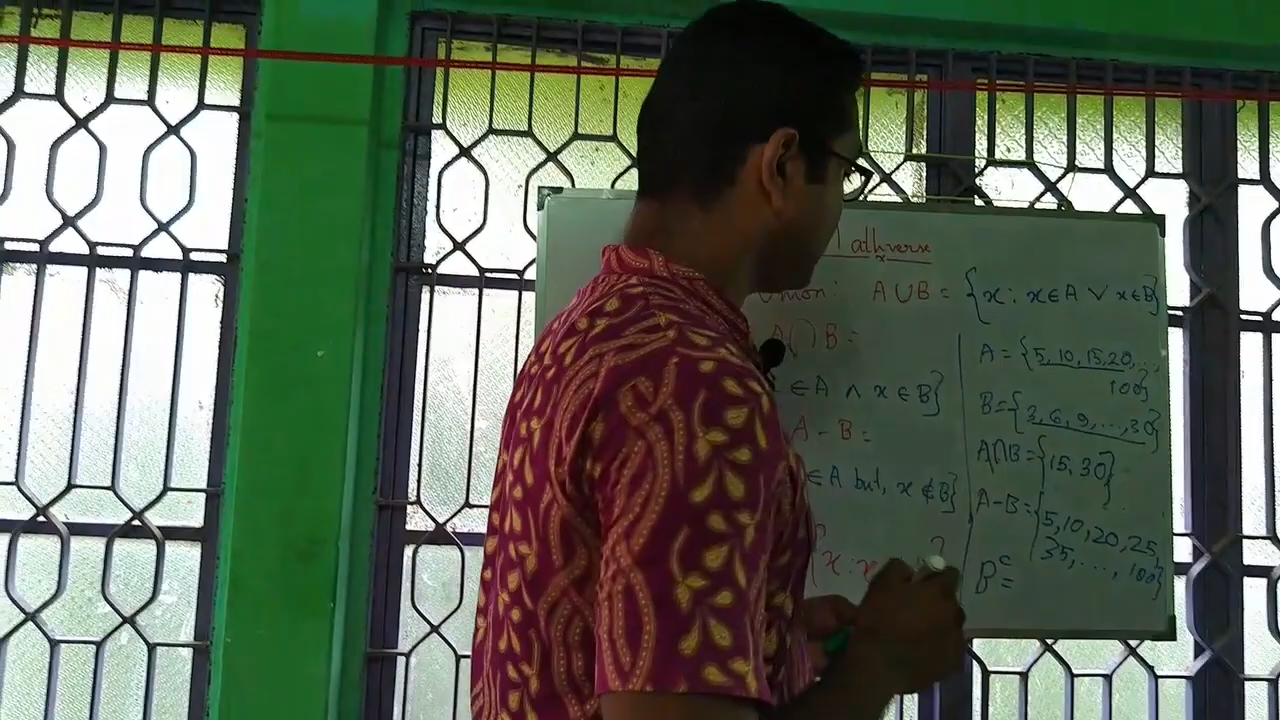 athverse
Union: A∪B = {x: x∈A ∨ x∈B}
A∩B =
∈A ∧ x∈B}
A - B =
∈A but, x∉B}
{x: x
A = {5, 10, 15, 20, ...,
100}
B = {3, 6, 9, ..., 30}
A∩B = {15, 30}
A-B = {5, 10, 20, 25,
35, ..., 100}
Bᶜ =